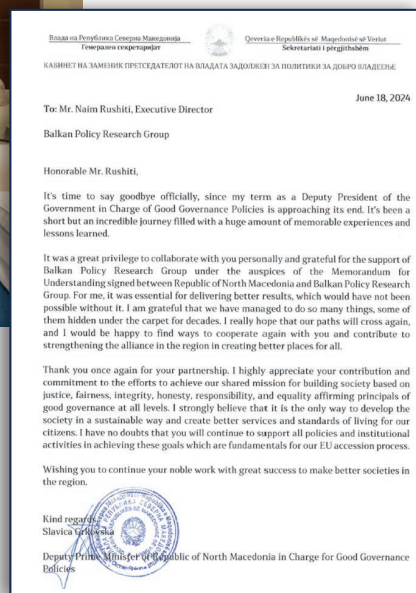 Влада на Република Северна Македонија
Генерален секретаријат
Qeveria e Republikës së Maqedonisë së Veriut
Sekretariati i përgjithshëm
КАБИНЕТ НА ЗАМЕНИК ПРЕТСЕДАТЕЛОТ НА ВЛАДАТА ЗАДОЛЖЕН ЗА ПОЛИТИКИ ЗА ДОБРО ВЛАДЕЕЊЕ
June 18, 2024
To: Mr. Naim Rushiti, Executive Director
Balkan Policy Research Group
Honorable Mr. Rushiti,
It's time to say goodbye officially, since my term as a Deputy President of the
Government in Charge of Good Governance Policies is approaching its end. It's been a
short but an incredible journey filled with a huge amount of memorable experiences and
lessons learned.
It was a great privilege to collaborate with you personally and grateful for the support of
Balkan Policy Research Group under the auspices of the Memorandum for
Understanding signed between Republic of North Macedonia and Balkan Policy Research
Group. For me, it was essential for delivering better results, which would have not been
possible without it. I am grateful that we have managed to do so many things, some of
them hidden under the carpet for decades. I really hope that our paths will cross again,
and I would be happy to find ways to cooperate again with you and contribute to
strengthening the alliance in the region in creating better places for all.
Thank you once again for your partnership. I highly appreciate your contribution and
commitment to the efforts to achieve our shared mission for building society based on
justice, fairness, integrity, honesty, responsibility, and equality affirming principals of
good governance at all levels. I strongly believe that it is the only way to develop the
society in a sustainable way and create better services and standards of living for our
citizens. I have no doubts that you will continue to support all policies and institutional
activities in achieving these goals which are fundamentals for our EU accession process.
Wishing you to continue your noble work with great success to make better societies in
the region.
Kind regards,
Slavica Grkovska
Deputy Prime Minister of Republic of North Macedonia in Charge for Good Governance
Policies